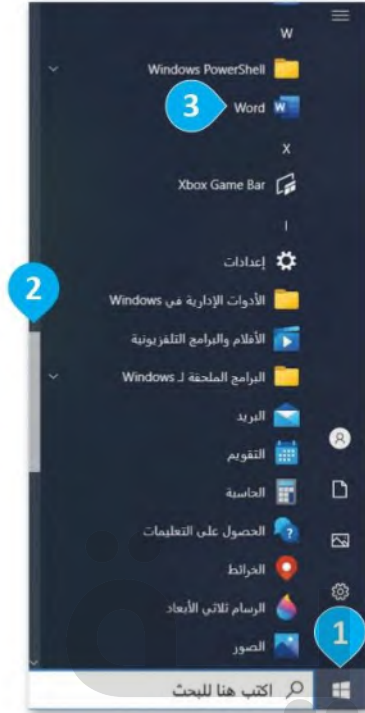 W
Windows PowerShell
3
Word
X
Xbox Game Bar
ا
إعدادات
2
الأدوات الإدارية في Windows
الأفلام والبرامج التلفزيونية
البرامج الملحقة لـ Windows
البريد
التقويم
الحاسبة
الحصول على التعليمات
الخرائط
الرسام ثلاثي الأبعاد
1
الصور
اكتب هنا للبحث